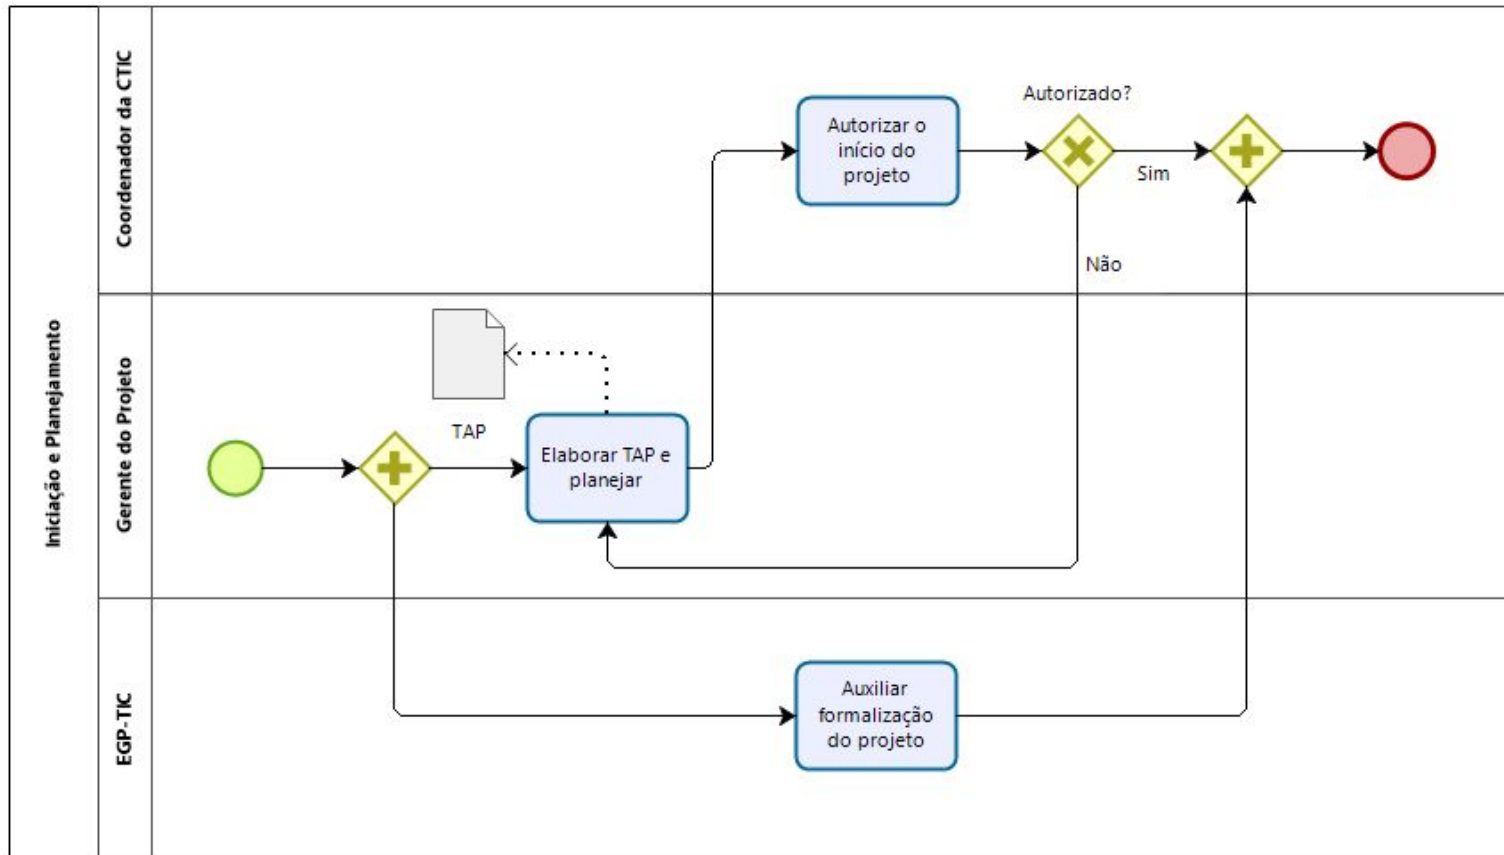 Iniciação e Planejamento
Coordenador da CTIC
Autorizar o
início do
projeto
Autorizado?
Sim
Não
Gerente do Projeto
TAP
Elaborar TAP e
planejar
EGP-TIC
Auxiliar
formalização
do projeto